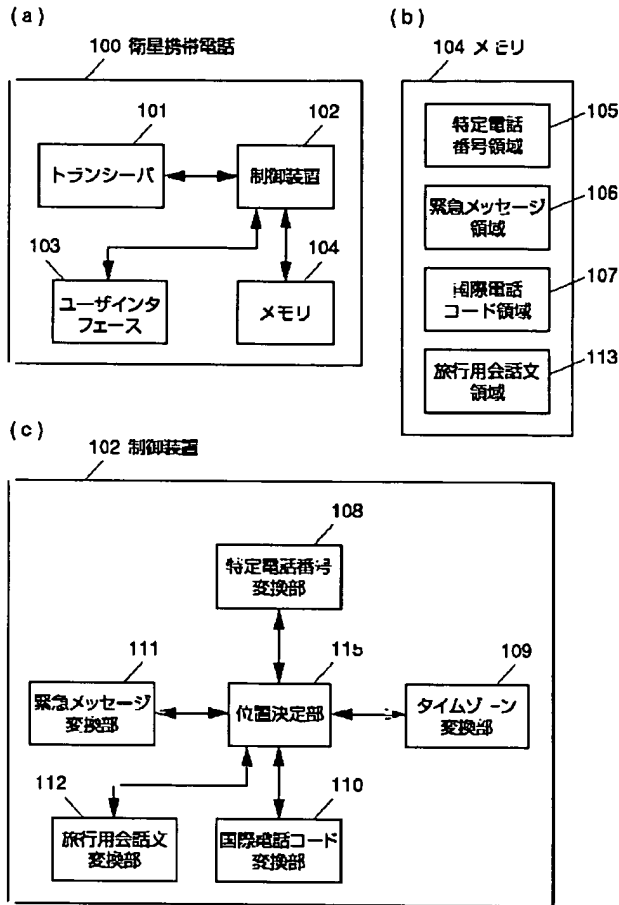 (a)
100 衛星携帯電話
101
トランシーバ
102
制御装置
103
ユーザインタ
フェース
104
メモリ
(b)
104 メモリ
特定電話
番号領域
105
緊急メッセージ
領域
106
国際電話
コード領域
107
旅行用会話文
領域
113
(c)
102 制御装置
108
特定電話番号
変換部
111
緊急メッセージ
変換部
115
位置決定部
109
タイムゾーン
変換部
112
旅行用会話文
変換部
110
国際電話コード
変換部